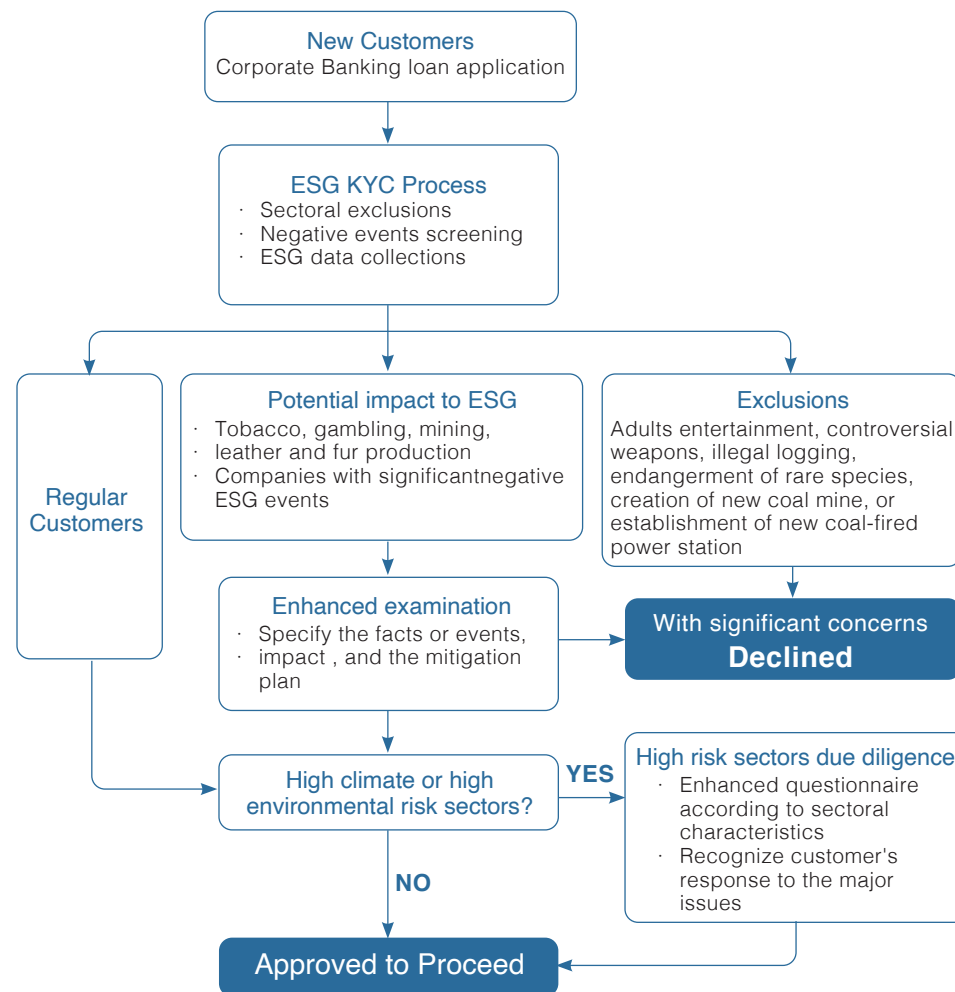 New Customers
Corporate Banking loan application
ESG KYC Process
· Sectoral exclusions
· Negative events screening
· ESG data collections
Regular
Customers
Potential impact to ESG
· Tobacco, gambling, mining,
· leather and fur production
· Companies with significantnegative
ESG events
Exclusions
Adults entertainment, controversial
weapons, illegal logging,
endangerment of rare species,
creation of new coal mine, or
establishment of new coal-fired
power station
Enhanced examination
· Specify the facts or events,
· impact , and the mitigation
plan
With significant concerns
Declined
High climate or high
environmental risk sectors?
YES
High risk sectors due diligence
· Enhanced questionnaire
according to sectoral
characteristics
· Recognize customer's
response to the major
issues
NO
Approved to Proceed